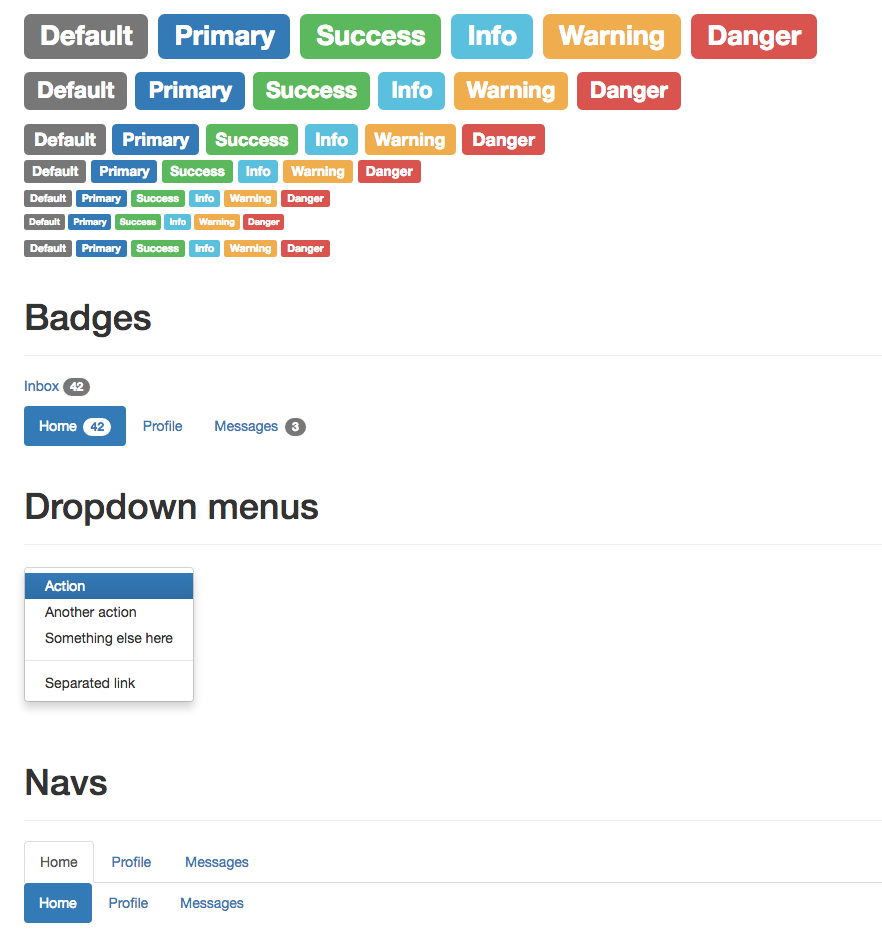 Default Primary Success Info Warning Danger
Default Primary Success Info Warning Danger
Default Primary Success Info Warning Danger
Default Primary Success Info Warning Danger
Default Primary Success Info Warning Danger
Default Primary Success Info Warning Danger
Default Primary Success Info Warning Danger
Badges
Inbox 42
Home 42 Profile Messages 3
Dropdown menus
Action
Another action
Something else here
Separated link
Navs
Home Profile Messages
Home Profile Messages